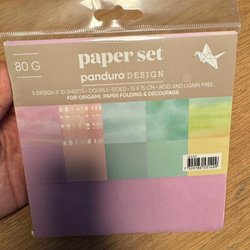 80 G
paper set
panduro DESIGN
5 DESIGN X 10 SHEETS • DOUBLE-SIDED • 15 X 15 CM • ACID AND LIGNIN FREE
FOR ORIGAMI, PAPER FOLDING & DECOUPAGE